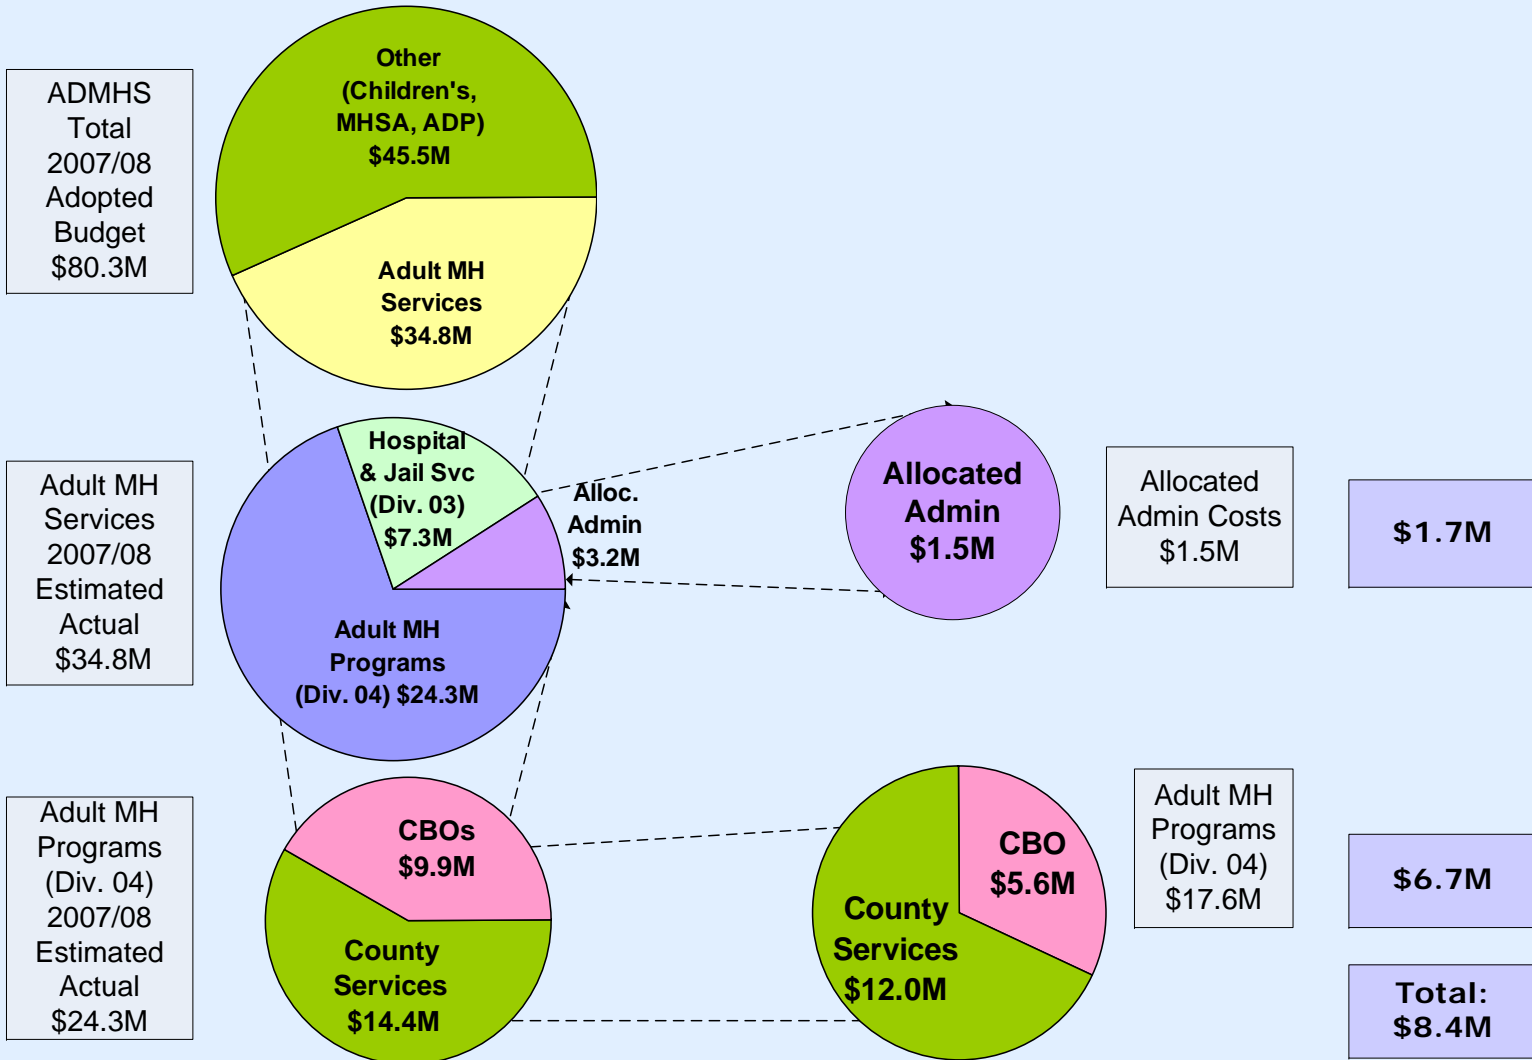 ADMHS
Total
2007/08
Adopted
Budget
$80.3M
Other
(Children's,
MHSA, ADP)
$45.5M
Adult MH
Services
$34.8M
Adult MH
Services
2007/08
Estimated
Actual
$34.8M
Hospital
& Jail Svc
(Div. 03)
$7.3M
Alloc.
Admin
$3.2M
Adult MH
Programs
(Div. 04) $24.3M
Allocated
Admin
$1.5M
Allocated
Admin Costs
$1.5M
$1.7M
Adult MH
Programs
(Div. 04)
2007/08
Estimated
Actual
$24.3M
CBOs
$9.9M
County
Services
$14.4M
CBO
$5.6M
County
Services
$12.0M
Adult MH
Programs
(Div. 04)
$17.6M
$6.7M
Total:
$8.4M